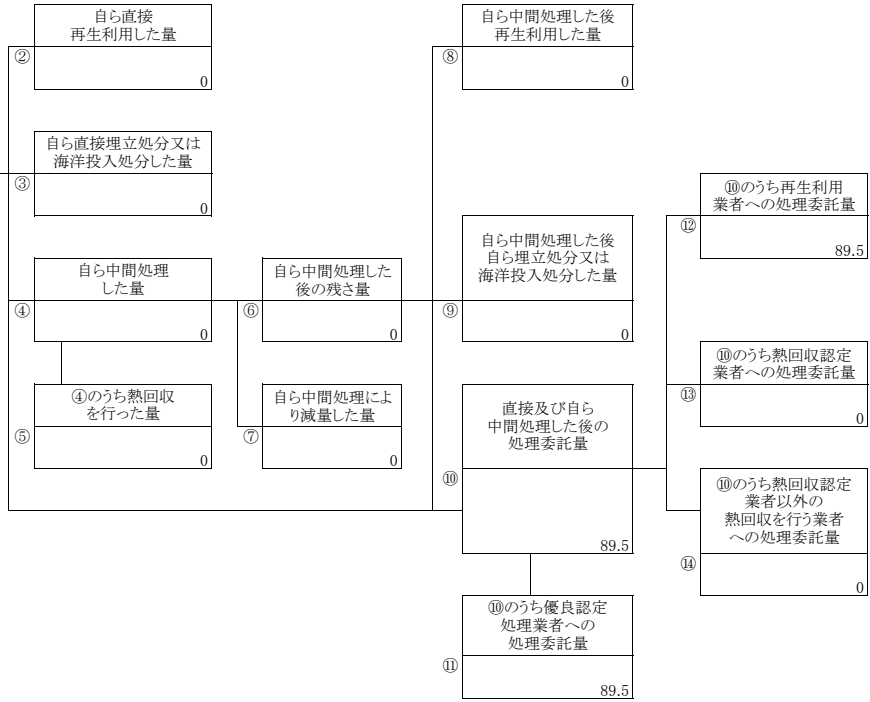 自ら直接
再生利用した量
②
0
自ら直接埋立処分又は
海洋投入処分した量
③
0
自ら中間処理
した量
④
0
④のうち熱回収
を行った量
⑤
0
自ら中間処理した
後の残さ量
⑥
0
自ら中間処理によ
り減量した量
⑦
0
自ら中間処理した後
再生利用した量
⑧
0
自ら中間処理した後
自ら埋立処分又は
海洋投入処分した量
⑨
0
直接及び自ら
中間処理した後の
処理委託量
⑩
89.5
⑩のうち優良認定
処理業者への
処理委託量
⑪
89.5
⑩のうち再生利用
業者への処理委託量
⑫
89.5
⑩のうち熱回収認定
業者への処理委託量
⑬
0
⑩のうち熱回収認定
業者以外の
熱回収を行う業者
への処理委託量
⑭
0